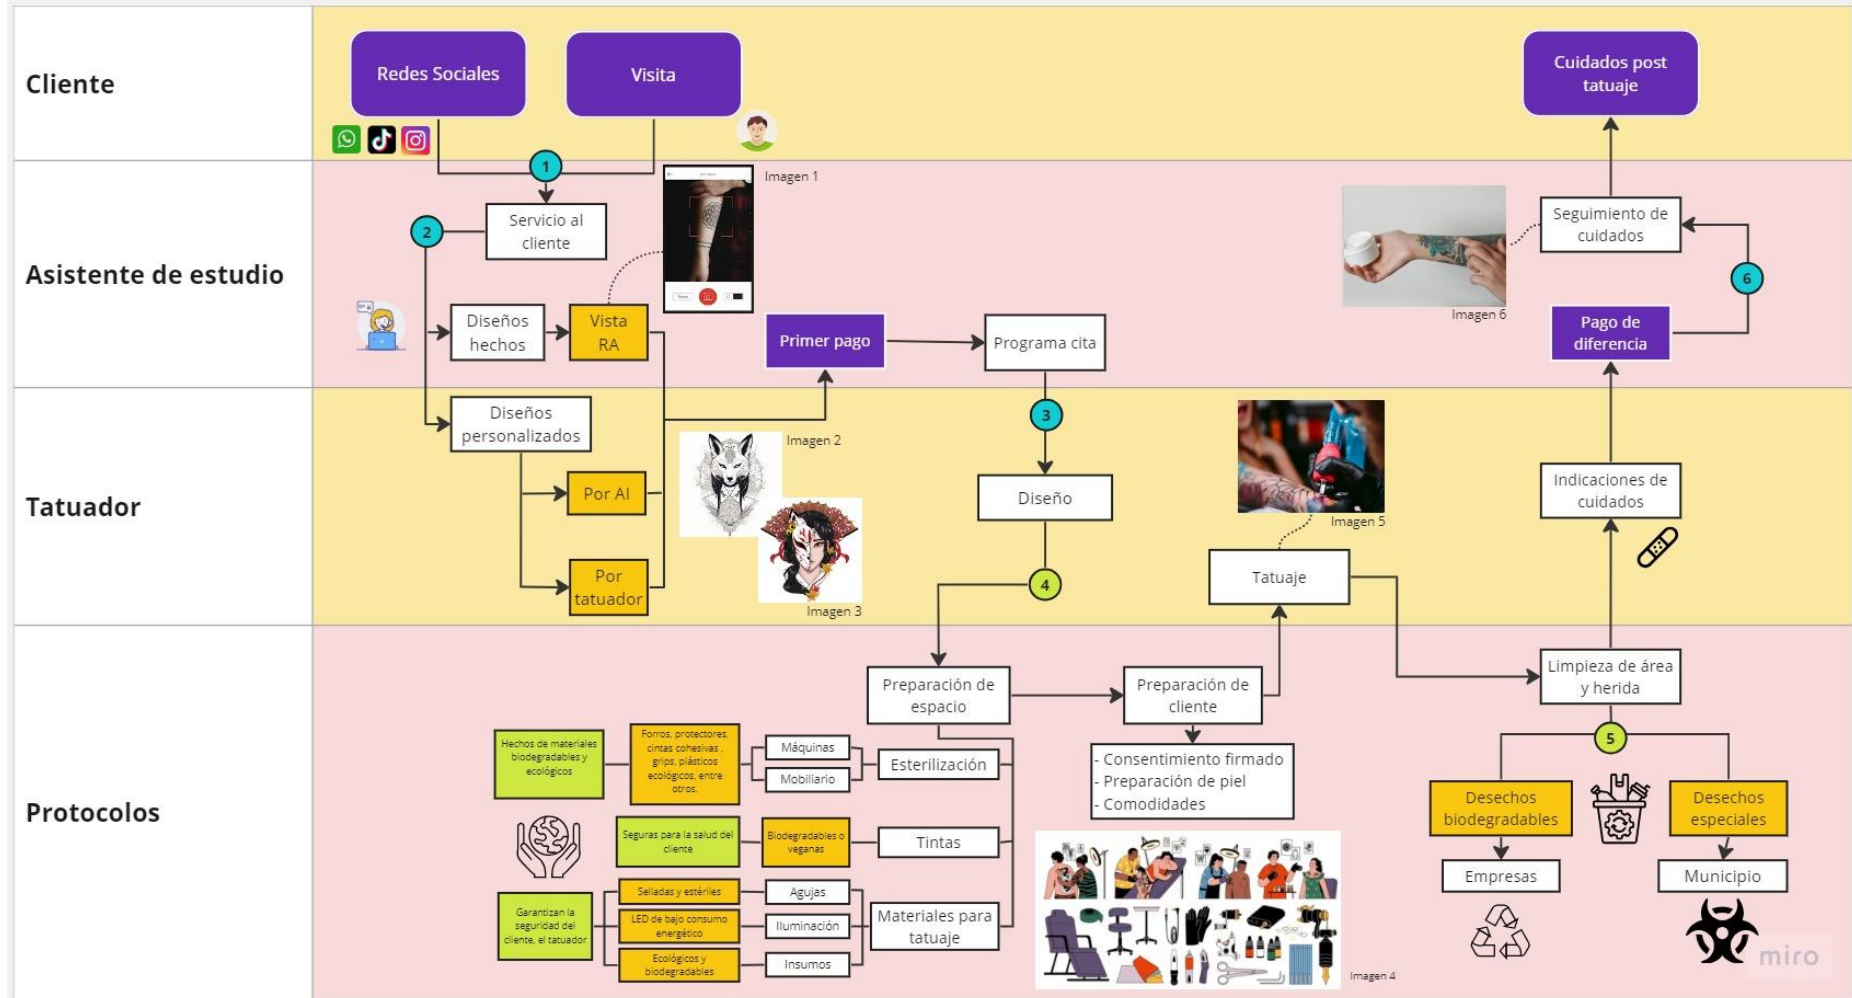 Cliente
Redes Sociales
Visita
Cuidados post
tatuaje
1
Imagen 1
2
Servicio al
cliente
Asistente de estudio
Diseños
hechos
Vista
RA
Primer pago
Programa cita
Imagen 6
Seguimiento de
cuidados
6
Pago de
diferencia
Tatuador
Diseños
personalizados
Por AI
Por
tatuador
Imagen 2
Imagen 3
3
Diseño
4
Imagen 5
Tatuaje
Indicaciones de
cuidados
Protocolos
Preparación de
espacio
Preparación de
cliente
- Consentimiento firmado
- Preparación de piel
- Comodidades
Limpieza de área
y herida
5
Hechos de materiales
biodegradables y
ecológicos
Forros, protectores,
cintas cohesivas ,
grips, plásticos
ecológicos, entre
otros.
Máquinas
Mobiliario
Esterilización
Seguras para la salud del
cliente
Biodegradables o
veganas
Tintas
Garantizan la
seguridad del
cliente, el tatuador
Selladas y estériles
LED de bajo consumo
energético
Ecológicos y
biodegradables
Agujas
Iluminación
Insumos
Materiales para
tatuaje
Imagen 4
Desechos
biodegradables
Desechos
especiales
Empresas
Municipio
miro